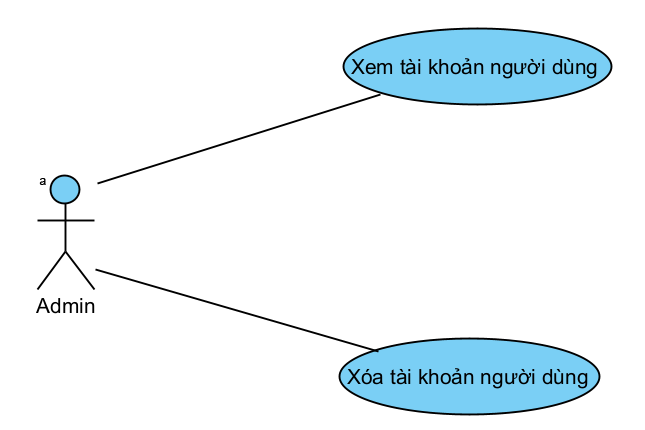 Xem tài khoản người dùng
a
Admin
Xóa tài khoản người dùng